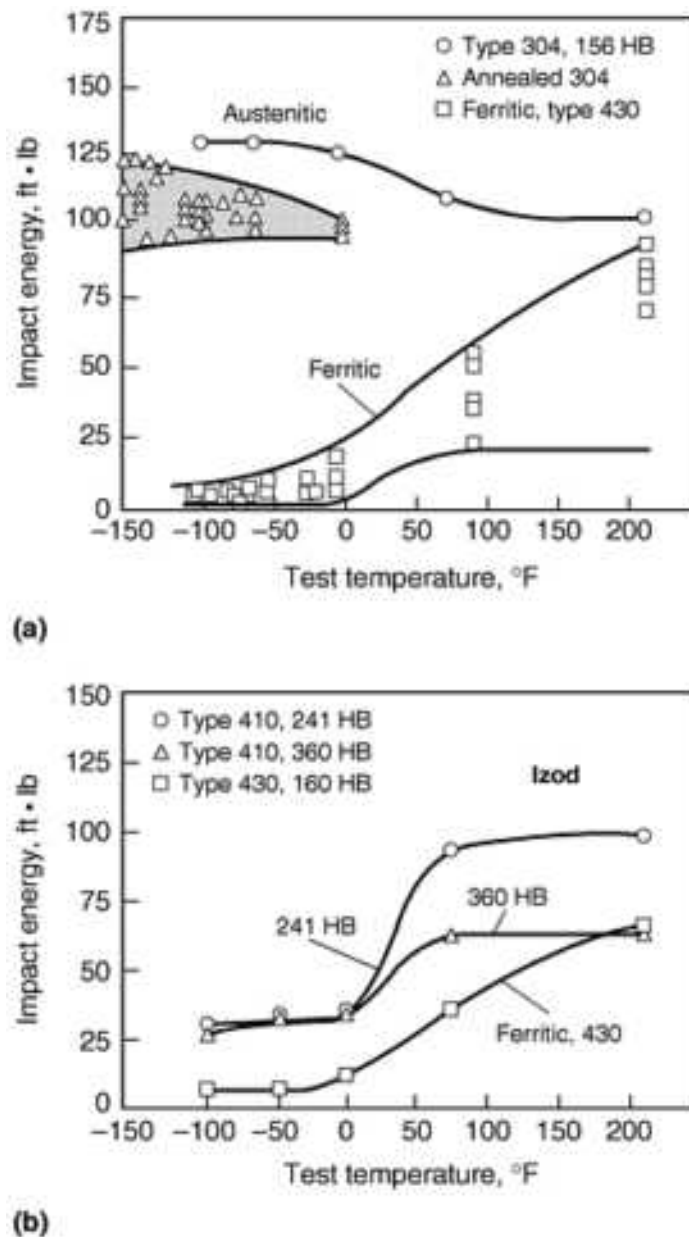 175
150
125
100
75
50
25
0
Impact energy, ft • lb
Type 304, 156 HB
Annealed 304
Ferritic, type 430
Austenitic
Ferritic
−150 −100 −50 0 50 100 150 200
Test temperature, °F
(a)
150
125
100
75
50
25
0
Impact energy, ft • lb
Type 410, 241 HB
Type 410, 360 HB
Type 430, 160 HB
Izod
241 HB
360 HB
Ferritic, 430
−150 −100 −50 0 50 100 150 200
Test temperature, °F
(b)